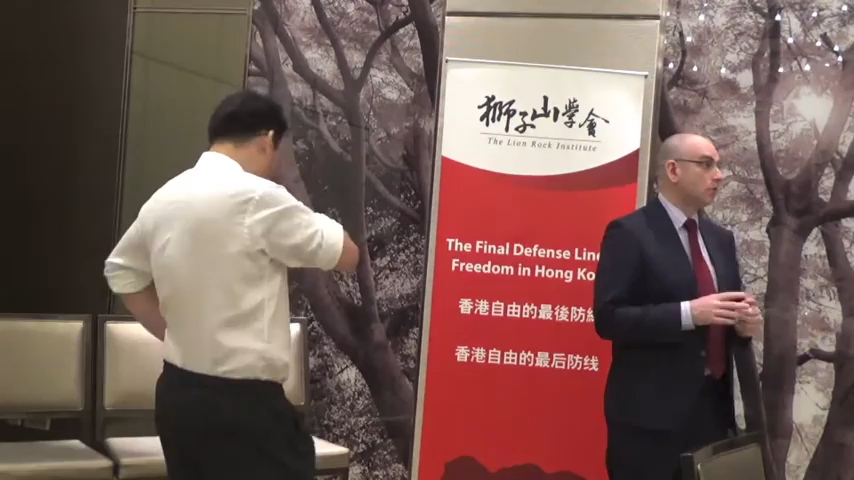 獅子山學會
The Lion Rock Institute
The Final Defense Line
Freedom in Hong Kong
香港自由的最後防
香港自由的最后防线